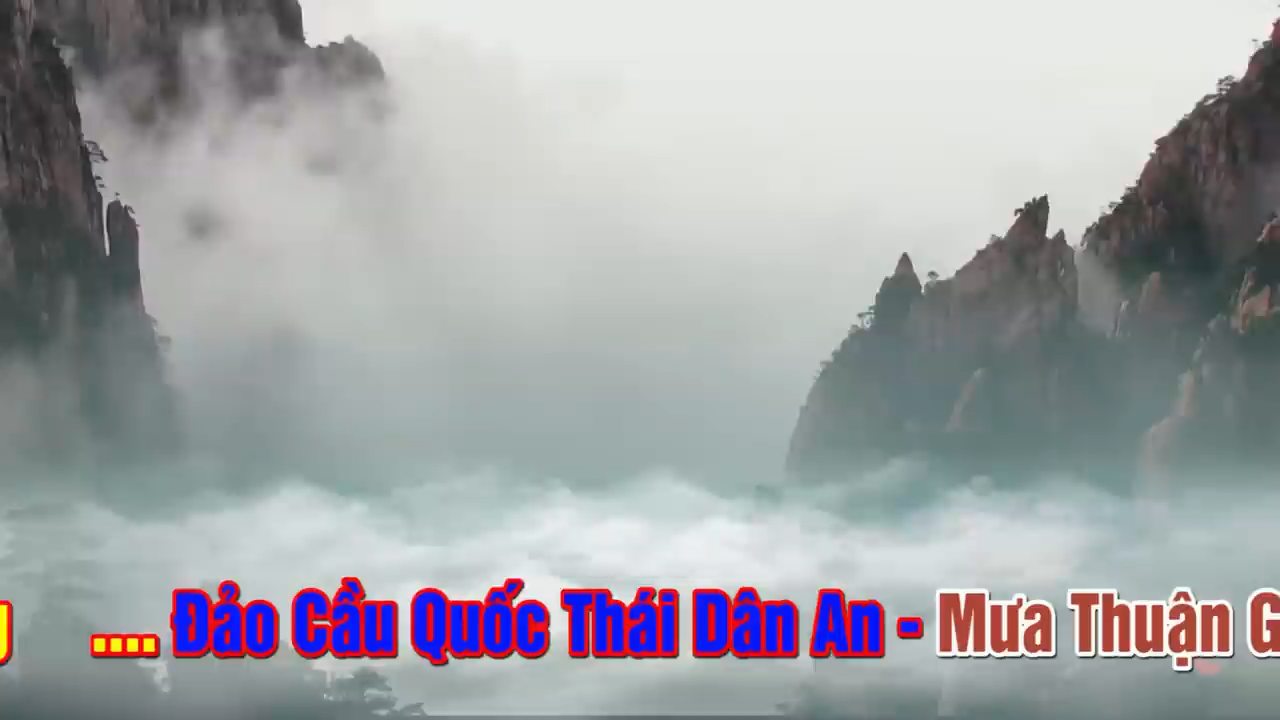 g .... Đảo Cầu Quốc Thái Dân An - Mưa Thuận G